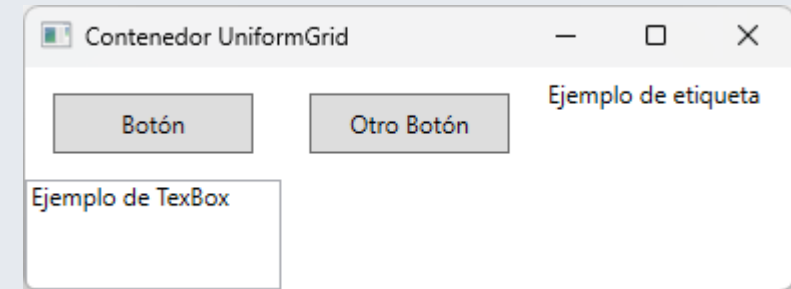 Contenedor UniformGrid
Botón
Otro Botón
Ejemplo de etiqueta
Ejemplo de TexBox